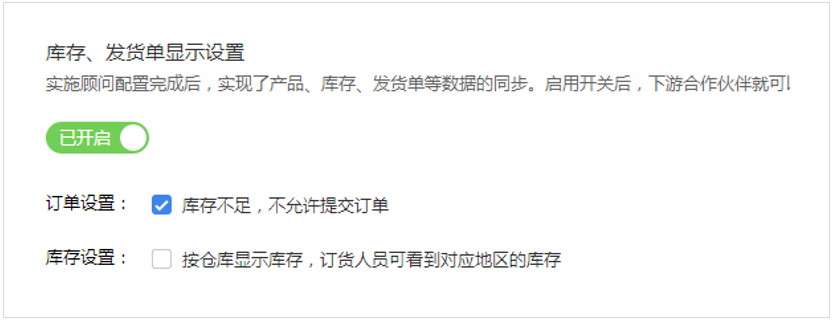 库存、发货单显示设置
实施顾问配置完成后，实现了产品、库存、发货单等数据的同步。启用开关后，下游合作伙伴就可
已开启
订单设置： 库存不足，不允许提交订单
库存设置： 按仓库显示库存，订货人员可看到对应地区的库存